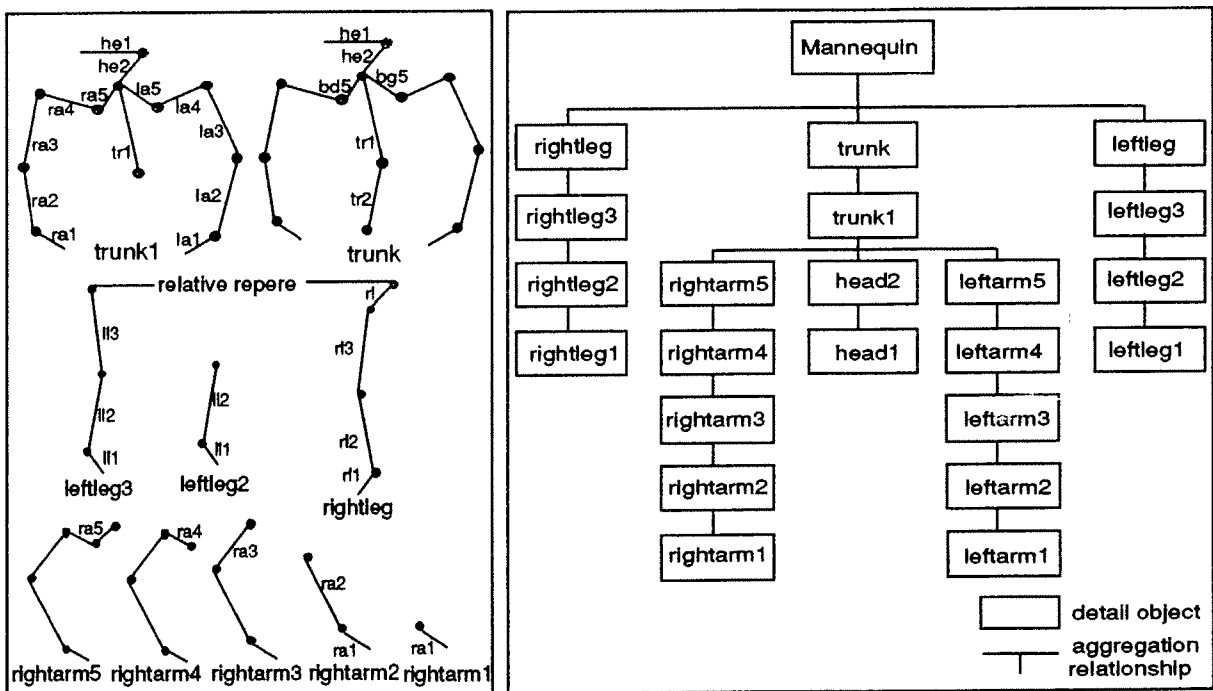 he1
he2
ra5
la5
ra4
la4
ra3
la3
tr1
ra2
la2
ra1
la1
trunk1
he1
he2
bd5
bg5
tr1
tr2
trunk
relative repere
ll3
ll2
ll1
leftleg3
ll2
ll1
leftleg2
rl
rl3
rl2
rl1
rightleg
ra5
rightarm5
ra4
rightarm4
ra3
rightarm3
ra2
ra1
rightarm2
ra1
rightarm1
Mannequin
rightleg
trunk
leftleg
rightleg3
trunk1
leftleg3
rightleg2
rightarm5
head2
leftarm5
leftleg2
rightleg1
rightarm4
head1
leftarm4
leftleg1
rightarm3
leftarm3
rightarm2
leftarm2
rightarm1
leftarm1
detail object
aggregation
relationship